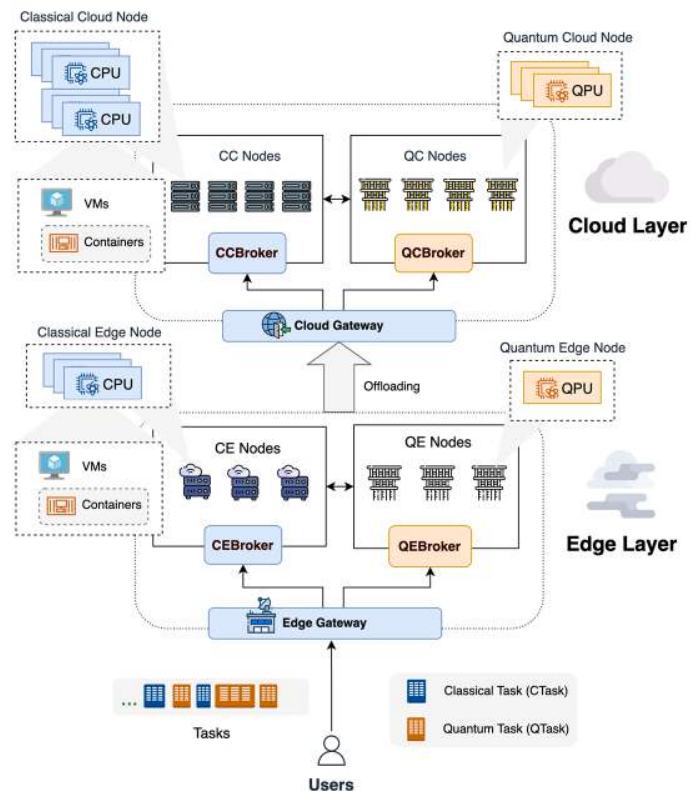 Classical Cloud Node
CPU
CPU
Quantum Cloud Node
QPU
CC Nodes
QC Nodes
VMs
Containers
Cloud Layer
CCBroker
QCBroker
Cloud Gateway
Classical Edge Node
CPU
Offloading
Quantum Edge Node
QPU
CE Nodes
QE Nodes
VMs
Containers
CEBroker
QEBroker
Edge Layer
Edge Gateway
...
Tasks
Classical Task (CTask)
Quantum Task (QTask)
Users